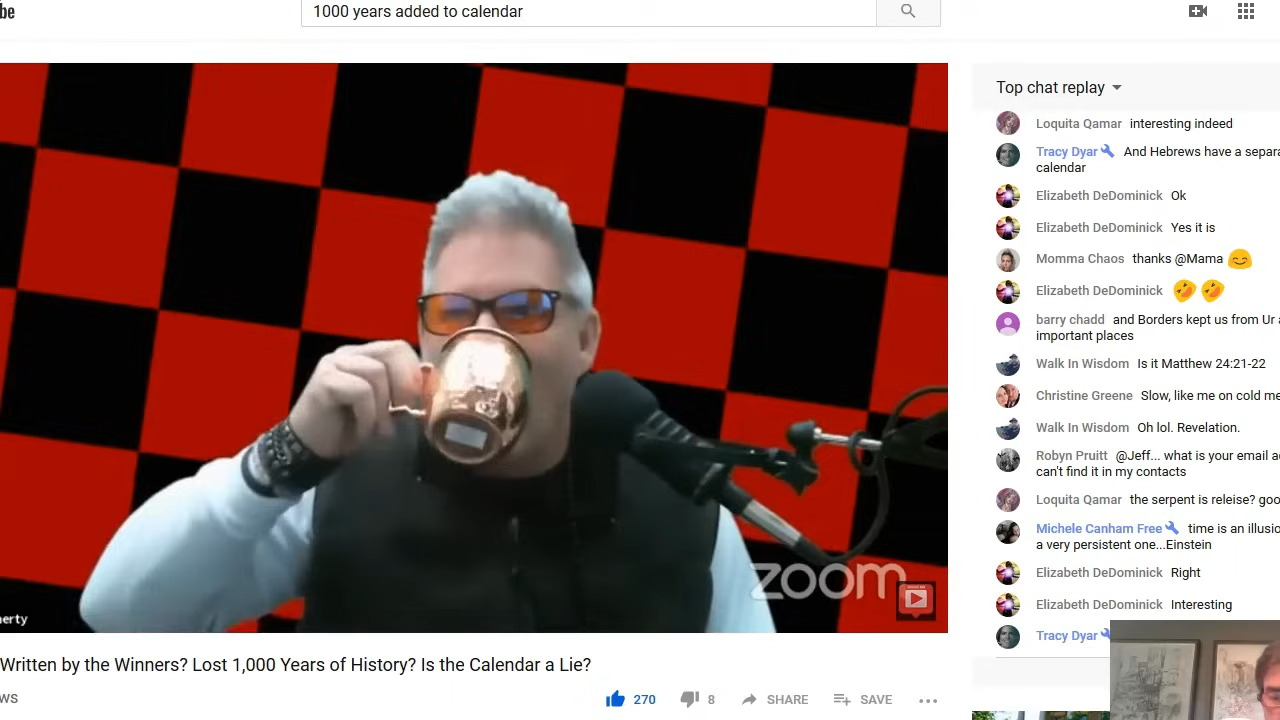 be
1000 years added to calendar
Top chat replay
Loquita Qamar interesting indeed
Tracy Dyar And Hebrews have a separa
calendar
Elizabeth DeDominick Ok
Elizabeth DeDominick Yes it is
Momma Chaos thanks @Mama
Elizabeth DeDominick
barry chadd and Borders kept us from Ur a
important places
Walk In Wisdom Is it Matthew 24:21-22
Christine Greene Slow, like me on cold me
Walk In Wisdom Oh lol. Revelation.
Robyn Pruitt @Jeff... what is your email a
can't find it in my contacts
Loquita Qamar the serpent is releise? goo
Michele Canham Free time is an illusio
a very persistent one...Einstein
Elizabeth DeDominick Right
Elizabeth DeDominick Interesting
Tracy Dyar
zoom
erty
Written by the Winners? Lost 1,000 Years of History? Is the Calendar a Lie?
WS
270
8
SHARE
SAVE